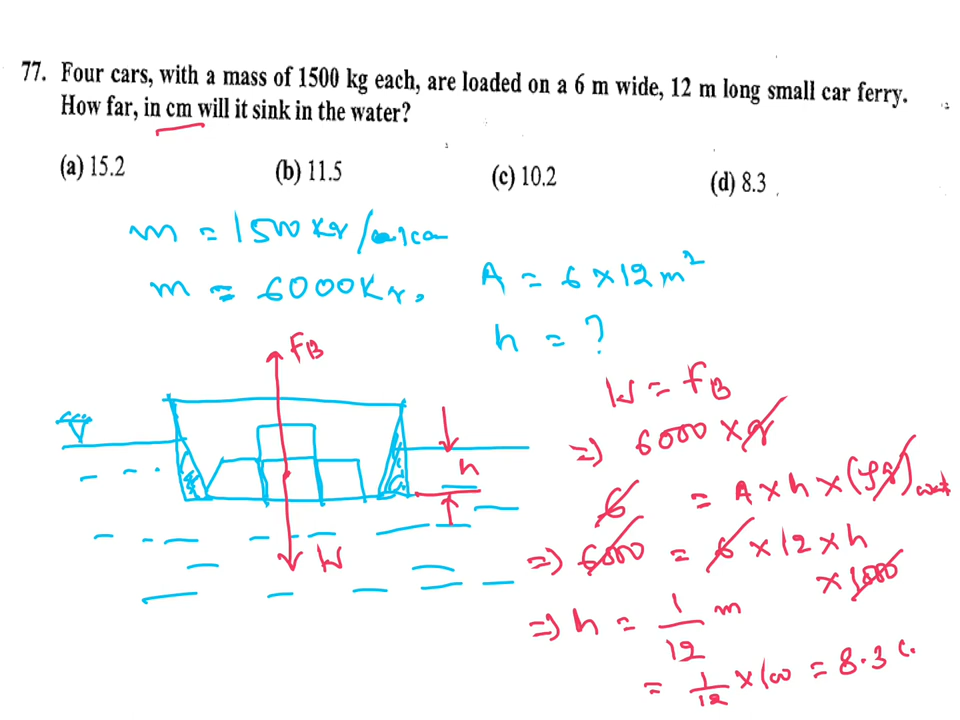 77. Four cars, with a mass of 1500 kg each, are loaded on a 6 m wide, 12 m long small car ferry.
How far, in cm will it sink in the water?
(a) 15.2 (b) 11.5 (c) 10.2 (d) 8.3
m = 1500 kg /
m = 6000 Kg. A = 6 × 12 m²
h = ?
FB
W = FB
⇒ 6000 × g
h
= A × h × (ρg)
6
⇒ 6000 = 6 × 12 × h
W
× 1000
⇒ h = 1/12 m
= 1/12 × 100 = 8.3 c.